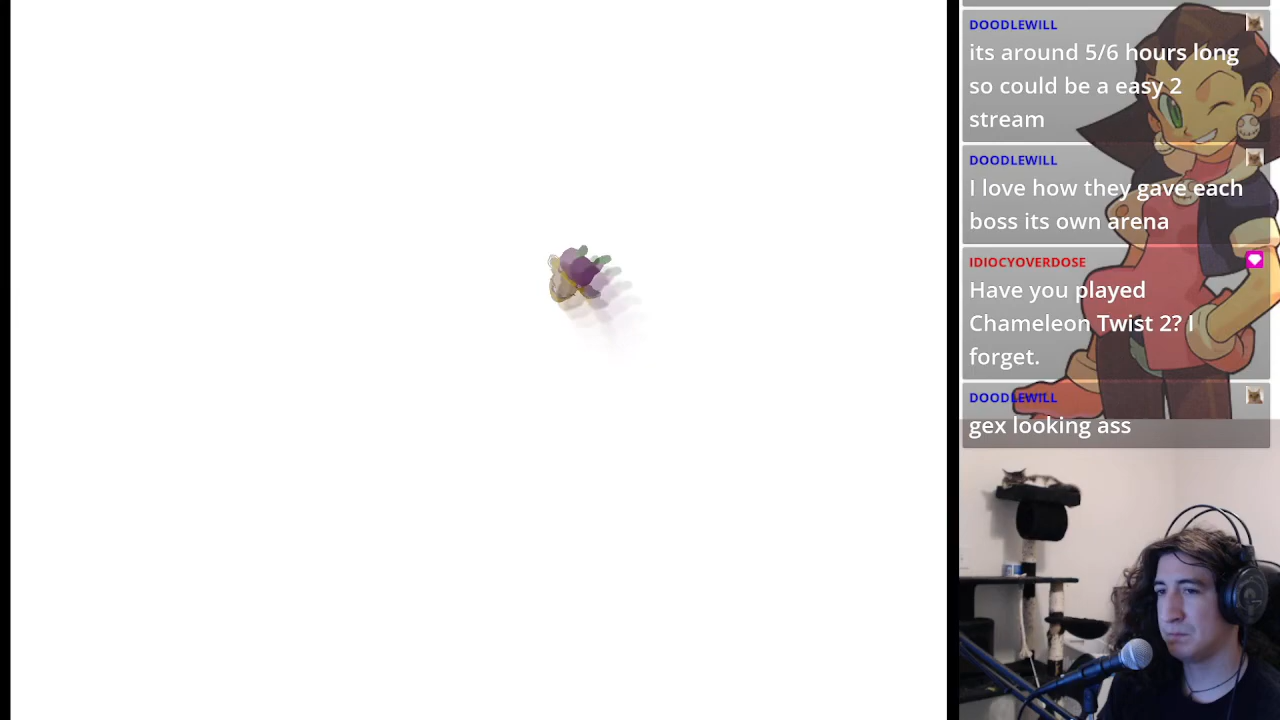 DOODLEWILL
its around 5/6 hours long
so could be a easy 2
stream
DOODLEWILL
I love how they gave each
boss its own arena
IDIOCYOVERDOSE
Have you played
Chameleon Twist 2? I
forget.
DOODLEWILL
gex looking ass